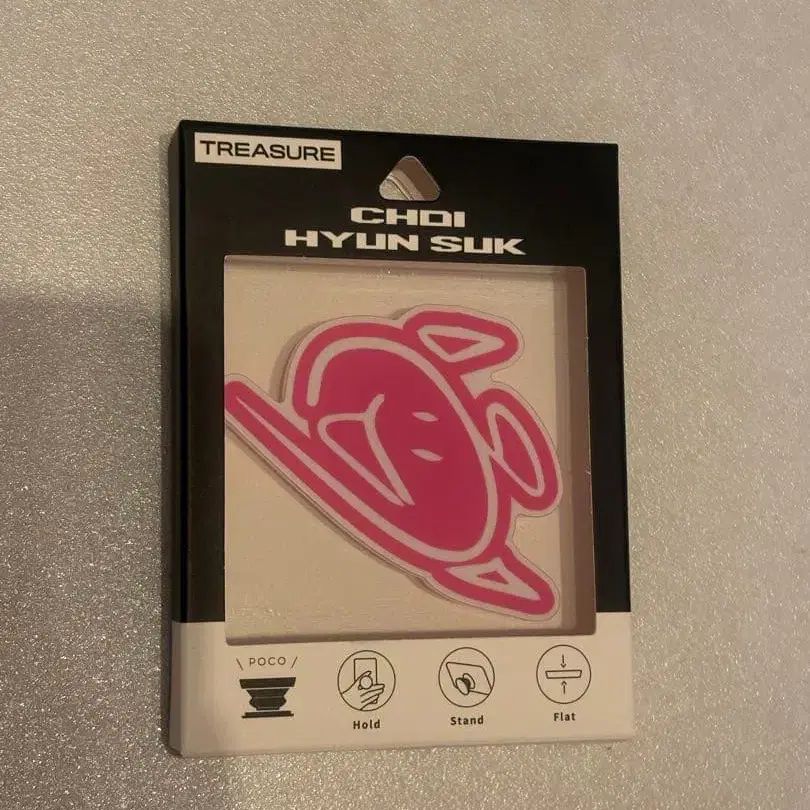 TREASURE
CHOI
HYUN SUK
\ POCO /
Hold
Stand
Flat